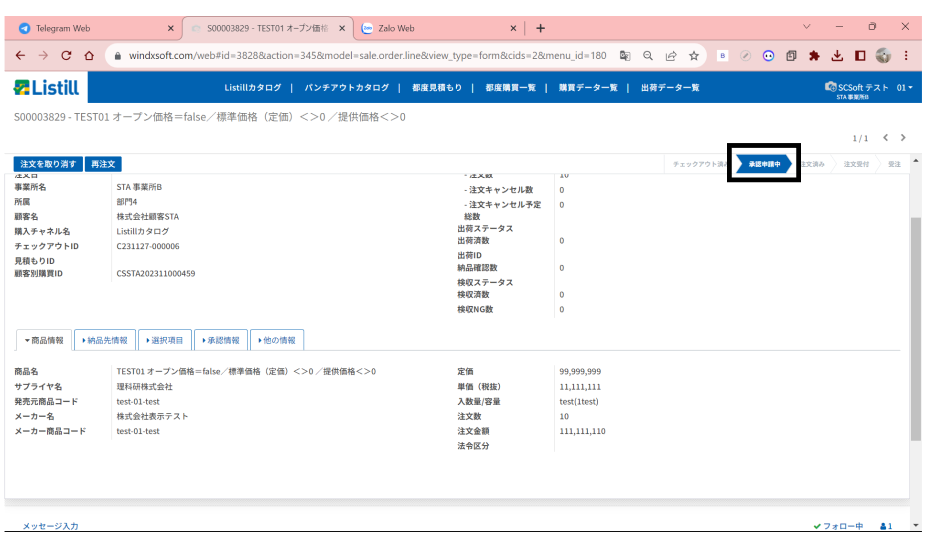 Telegram Web
S00003829 - TEST01 オープン価格
Zalo Web
windxsoft.com/web#id=3828&action=345&model=sale.order.line&view_type=form&cids=2&menu_id=180
Listill
Listillカタログ | パンチアウトカタログ | 都度見積もり | 都度購買一覧 | 購買データ一覧 | 出荷データ一覧
SCSoft テスト 01
STA 事業所B
S00003829 - TEST01 オープン価格=false／標準価格（定価）<>0／提供価格<>0
1 / 1
注文を取り消す 再注文
チェックアウト済み 承認申請中 注文済み 注文受付 受注
注文日
事業所名 STA 事業所B
所属 部門4
顧客名 株式会社顧客STA
購入チャネル名 Listillカタログ
チェックアウトID C231127-000006
見積もりID
顧客別購買ID CSSTA202311000459
- 注文数 10
- 注文キャンセル数 0
- 注文キャンセル予定 0
総数
出荷ステータス
出荷済数 0
出荷ID
納品確認数 0
検収ステータス
検収済数 0
検収NG数 0
商品情報 納品先情報 選択項目 承認情報 他の情報
商品名 TEST01 オープン価格=false／標準価格（定価）<>0／提供価格<>0
サプライヤ名 理科研株式会社
発売元商品コード test-01-test
メーカー名 株式会社表示テスト
メーカー商品コード test-01-test
定価 99,999,999
単価（税抜） 11,111,111
入数量/容量 test(1test)
注文数 10
注文金額 111,111,110
法令区分
メッセージ入力
フォロー中 1